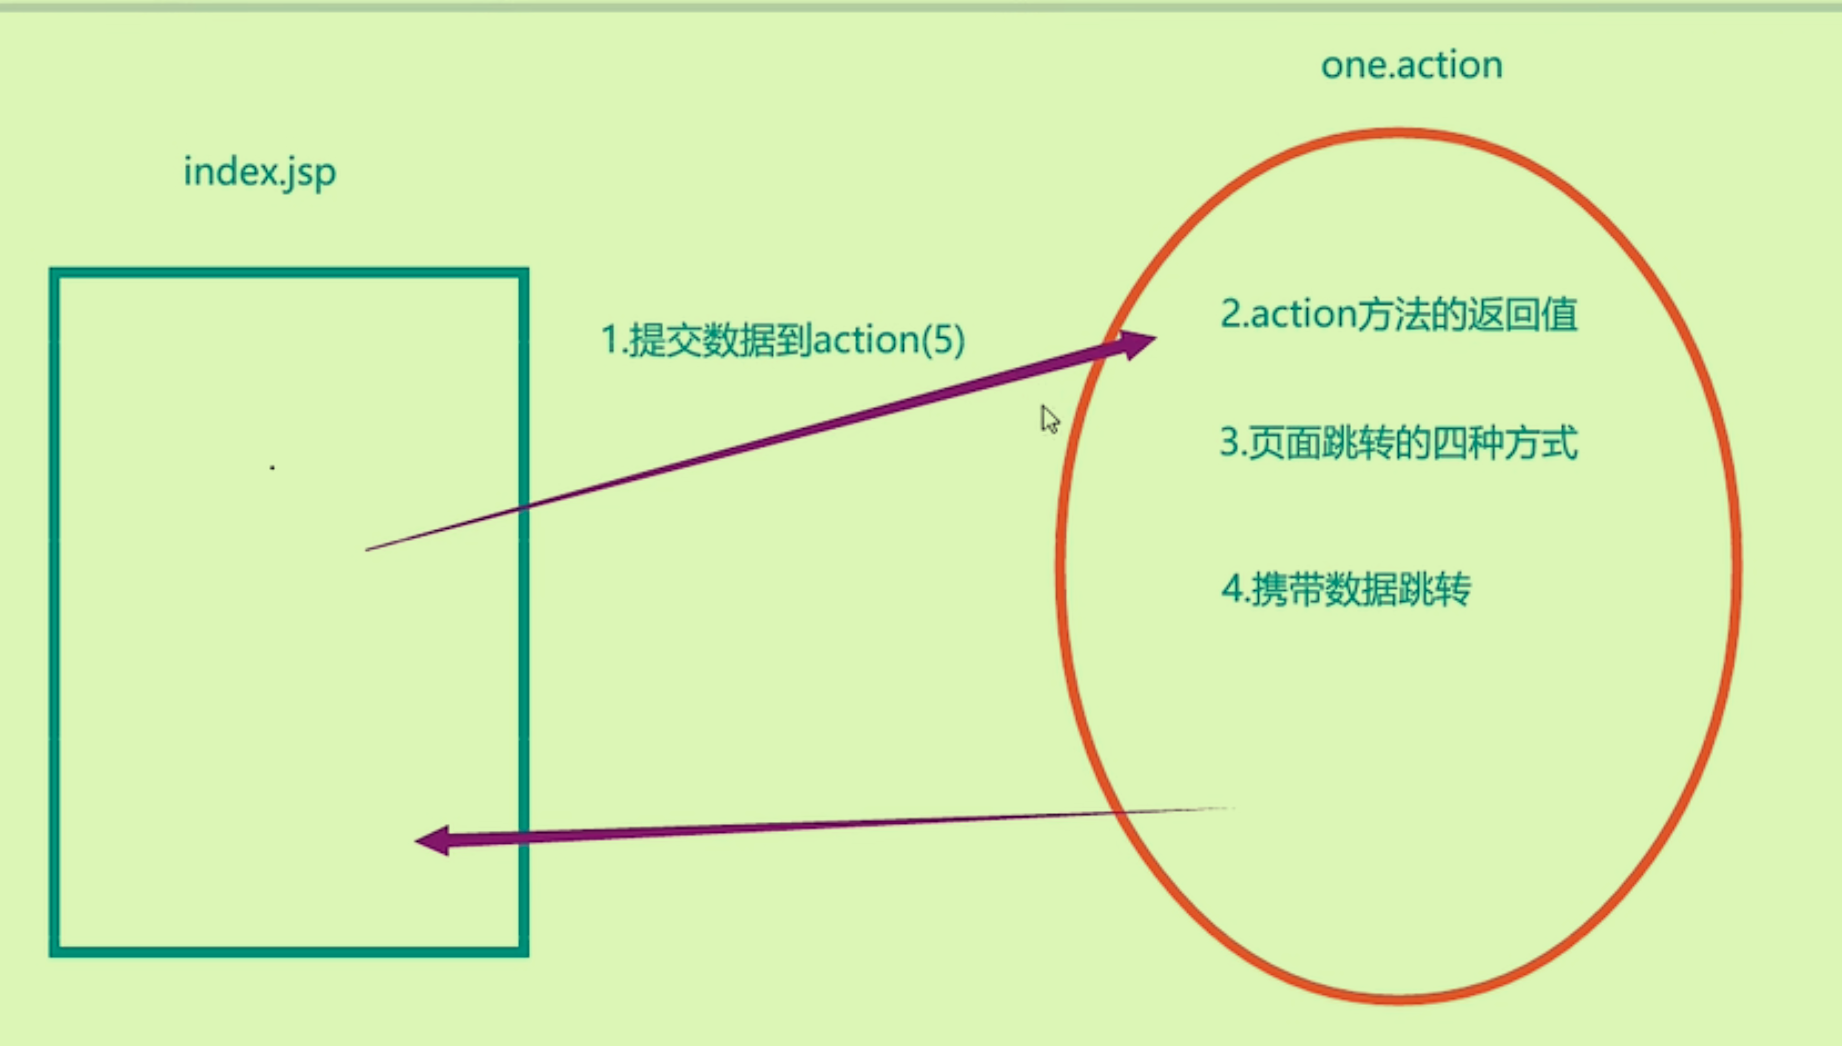 one.action
index.jsp
1.提交数据到action(5)
2.action方法的返回值
3.页面跳转的四种方式
4.携带数据跳转